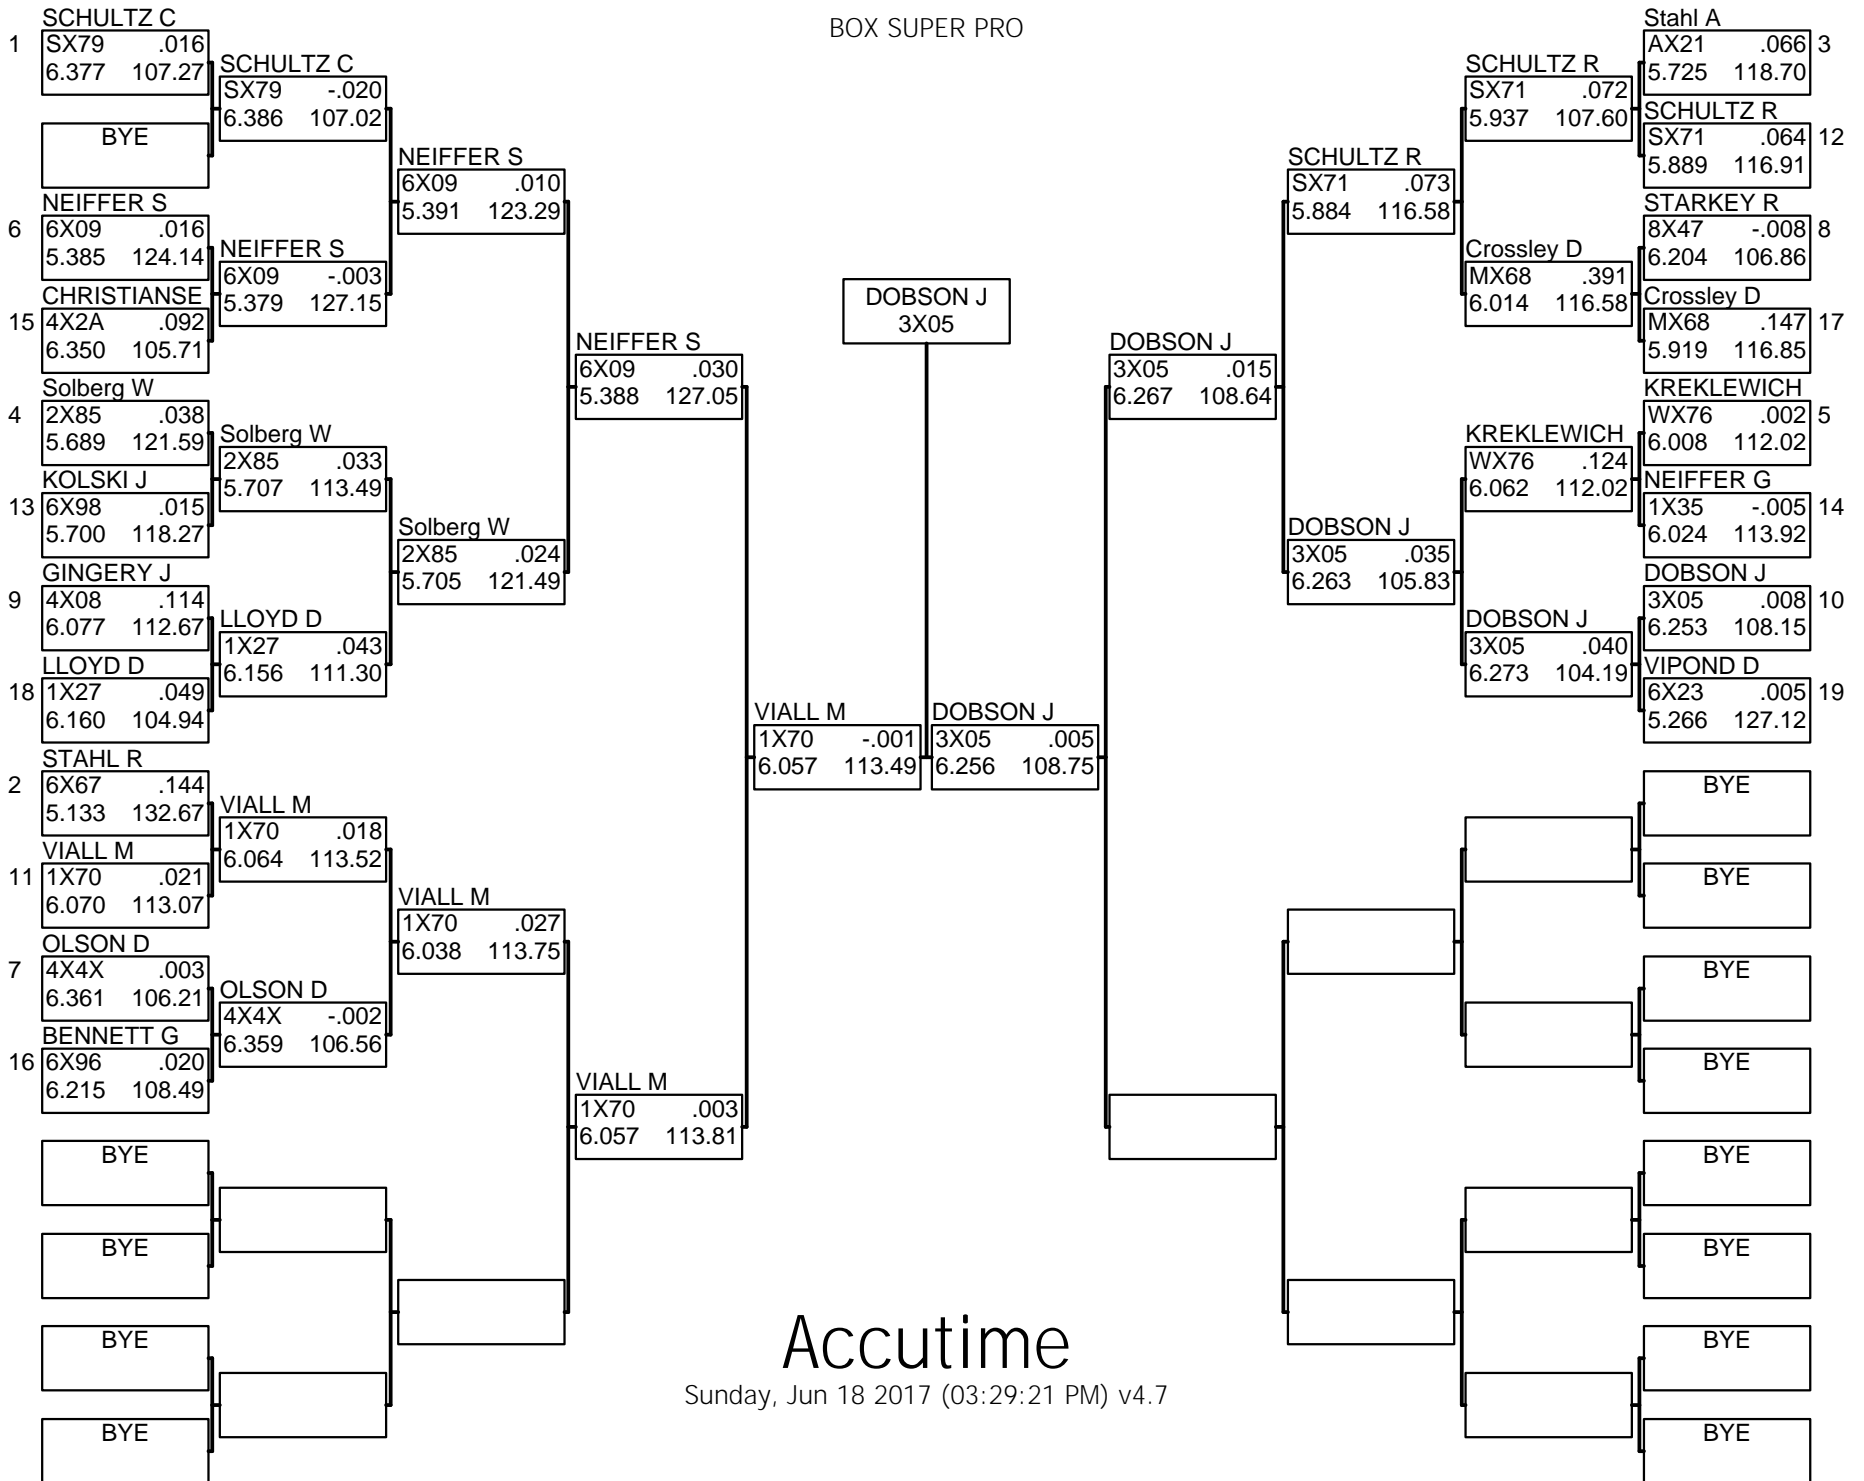 BOX SUPER PRO
SCHULTZ C
1
SX79 .016
6.377 107.27
BYE
NEIFFER S
6
6X09 .016
5.385 124.14
CHRISTIANSE
15
4X2A .092
6.350 105.71
Solberg W
4
2X85 .038
5.689 121.59
KOLSKI J
13
6X98 .015
5.700 118.27
GINGERY J
9
4X08 .114
6.077 112.67
LLOYD D
18
1X27 .049
6.160 104.94
STAHL R
2
6X67 .144
5.133 132.67
VIALL M
11
1X70 .021
6.070 113.07
OLSON D
7
4X4X .003
6.361 106.21
BENNETT G
16
6X96 .020
6.215 108.49
BYE
BYE
BYE
BYE
SCHULTZ C
SX79 -.020
6.386 107.02
NEIFFER S
6X09 -.003
5.379 127.15
Solberg W
2X85 .033
5.707 113.49
LLOYD D
1X27 .043
6.156 111.30
VIALL M
1X70 .018
6.064 113.52
OLSON D
4X4X -.002
6.359 106.56
NEIFFER S
6X09 .010
5.391 123.29
Solberg W
2X85 .024
5.705 121.49
VIALL M
1X70 .027
6.038 113.75
NEIFFER S
6X09 .030
5.388 127.05
VIALL M
1X70 .003
6.057 113.81
VIALL M
1X70 -.001
6.057 113.49
DOBSON J
3X05
DOBSON J
3X05 .005
6.256 108.75
DOBSON J
3X05 .015
6.267 108.64
SCHULTZ R
SX71 .073
5.884 116.58
DOBSON J
3X05 .035
6.263 105.83
SCHULTZ R
SX71 .072
5.937 107.60
Crossley D
MX68 .391
6.014 116.58
KREKLEWICH
WX76 .124
6.062 112.02
DOBSON J
3X05 .040
6.273 104.19
Stahl A
AX21 .066
3
5.725 118.70
SCHULTZ R
SX71 .064
12
5.889 116.91
STARKEY R
8X47 -.008
8
6.204 106.86
Crossley D
MX68 .147
17
5.919 116.85
KREKLEWICH
WX76 .002
5
6.008 112.02
NEIFFER G
1X35 -.005
14
6.024 113.92
DOBSON J
3X05 .008
10
6.253 108.15
VIPOND D
6X23 .005
19
5.266 127.12
BYE
BYE
BYE
BYE
BYE
BYE
BYE
BYE
Accutime
Sunday, Jun 18 2017 (03:29:21 PM) v4.7